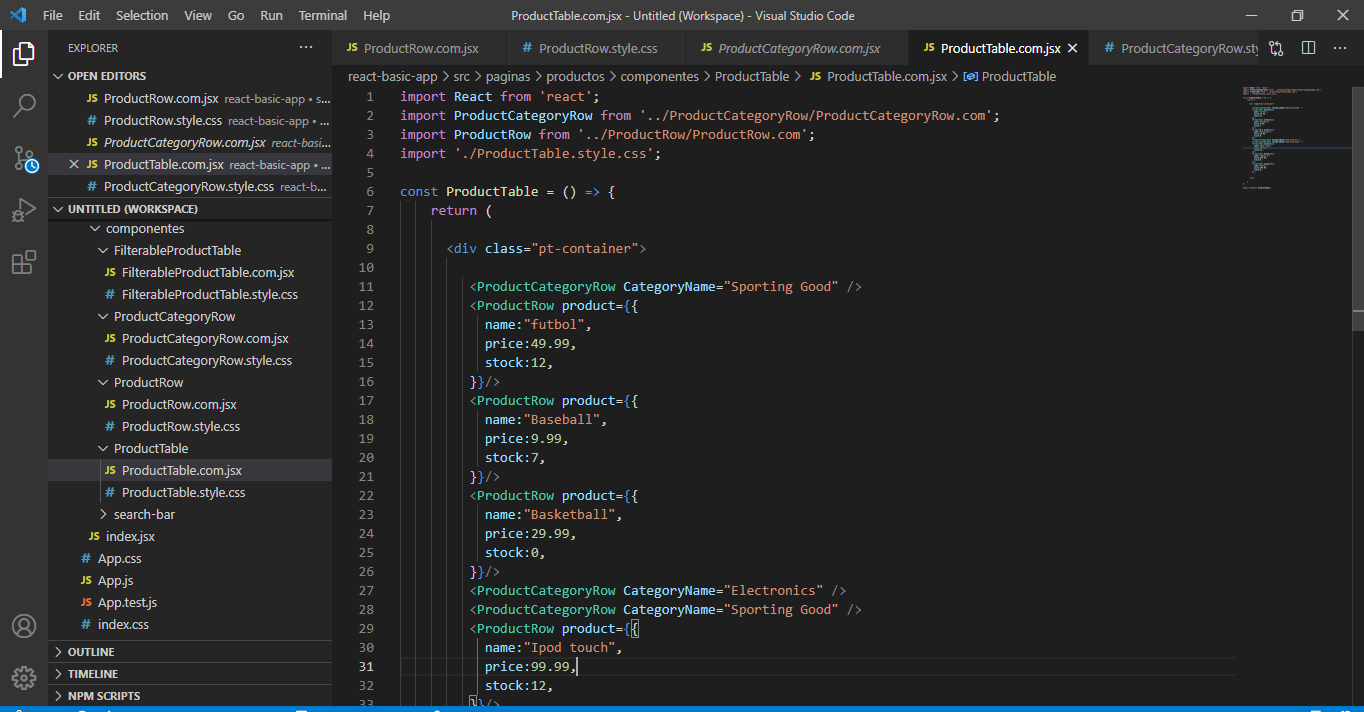 File Edit Selection View Go Run Terminal Help ProductTable.com.jsx - Untitled (Workspace) - Visual Studio Code
EXPLORER ...
OPEN EDITORS
JS ProductRow.com.jsx react-basic-app • s...
# ProductRow.style.css react-basic-app • ...
JS ProductCategoryRow.com.jsx react-basi...
JS ProductTable.com.jsx react-basic-app • ...
# ProductCategoryRow.style.css react-b...
UNTITLED (WORKSPACE)
componentes
FilterableProductTable
JS FilterableProductTable.com.jsx
# FilterableProductTable.style.css
ProductCategoryRow
JS ProductCategoryRow.com.jsx
# ProductCategoryRow.style.css
ProductRow
JS ProductRow.com.jsx
# ProductRow.style.css
ProductTable
JS ProductTable.com.jsx
# ProductTable.style.css
search-bar
JS index.jsx
# App.css
JS App.js
JS App.test.js
# index.css
OUTLINE
TIMELINE
NPM SCRIPTS
JS ProductRow.com.jsx # ProductRow.style.css JS ProductCategoryRow.com.jsx JS ProductTable.com.jsx # ProductCategoryRow.sty
react-basic-app > src > paginas > productos > componentes > ProductTable > JS ProductTable.com.jsx > ProductTable
1 import React from 'react';
2 import ProductCategoryRow from '../ProductCategoryRow/ProductCategoryRow.com';
3 import ProductRow from '../ProductRow/ProductRow.com';
4 import './ProductTable.style.css';
5
6 const ProductTable = () => {
7 return (
8
9 <div class="pt-container">
10
11 <ProductCategoryRow CategoryName="Sporting Good" />
12 <ProductRow product={{
13 name:"futbol",
14 price:49.99,
15 stock:12,
16 }}/>
17 <ProductRow product={{
18 name:"Baseball",
19 price:9.99,
20 stock:7,
21 }}/>
22 <ProductRow product={{
23 name:"Basketball",
24 price:29.99,
25 stock:0,
26 }}/>
27 <ProductCategoryRow CategoryName="Electronics" />
28 <ProductCategoryRow CategoryName="Sporting Good" />
29 <ProductRow product={{
30 name:"Ipod touch",
31 price:99.99,
32 stock:12,
33 }}/>